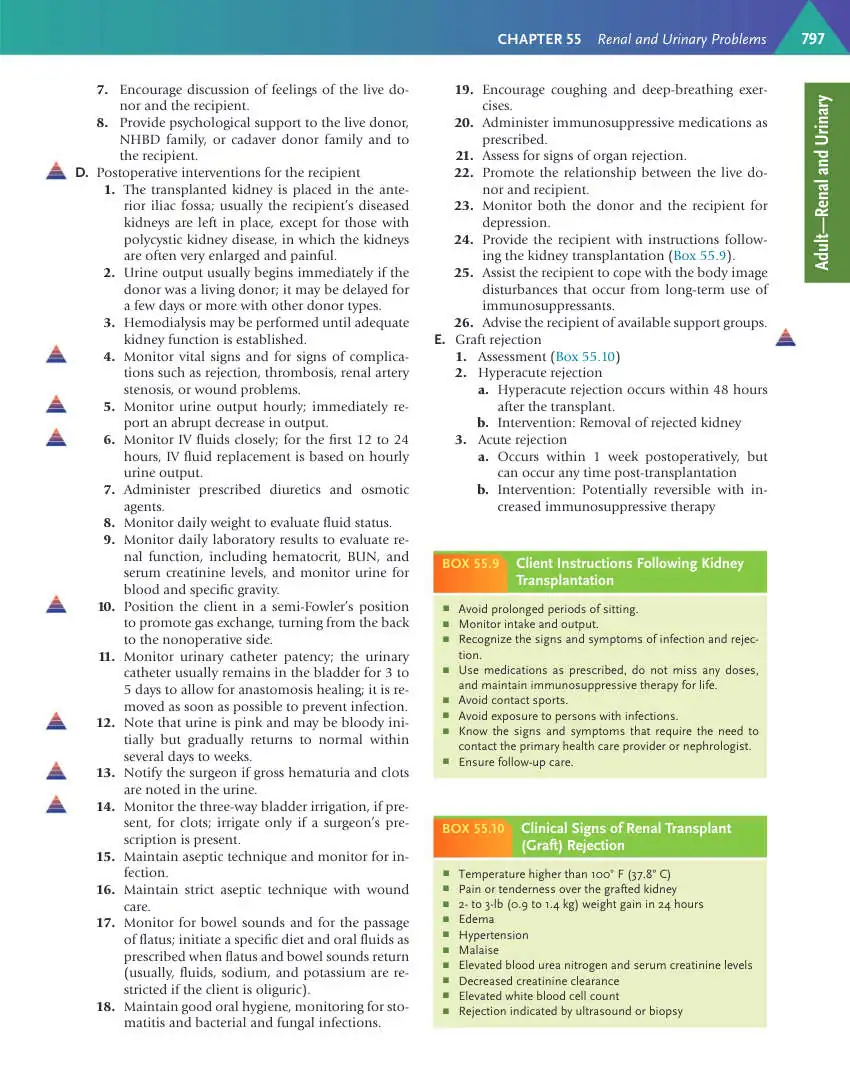 CHAPTER 55 Renal and Urinary Problems 797
7. Encourage discussion of feelings of the live do-
nor and the recipient.
8. Provide psychological support to the live donor,
NHBD family, or cadaver donor family and to
the recipient.
D. Postoperative interventions for the recipient
1. The transplanted kidney is placed in the ante-
rior iliac fossa; usually the recipient's diseased
kidneys are left in place, except for those with
polycystic kidney disease, in which the kidneys
are often very enlarged and painful.
2. Urine output usually begins immediately if the
donor was a living donor; it may be delayed for
a few days or more with other donor types.
3. Hemodialysis may be performed until adequate
kidney function is established.
4. Monitor vital signs and for signs of complica-
tions such as rejection, thrombosis, renal artery
stenosis, or wound problems.
5. Monitor urine output hourly; immediately re-
port an abrupt decrease in output.
6. Monitor IV fluids closely; for the first 12 to 24
hours, IV fluid replacement is based on hourly
urine output.
7. Administer prescribed diuretics and osmotic
agents.
8. Monitor daily weight to evaluate fluid status.
9. Monitor daily laboratory results to evaluate re-
nal function, including hematocrit, BUN, and
serum creatinine levels, and monitor urine for
blood and specific gravity.
10. Position the client in a semi-Fowler's position
to promote gas exchange, turning from the back
to the nonoperative side.
11. Monitor urinary catheter patency; the urinary
catheter usually remains in the bladder for 3 to
5 days to allow for anastomosis healing; it is re-
moved as soon as possible to prevent infection.
12. Note that urine is pink and may be bloody ini-
tially but gradually returns to normal within
several days to weeks.
13. Notify the surgeon if gross hematuria and clots
are noted in the urine.
14. Monitor the three-way bladder irrigation, if pre-
sent, for clots; irrigate only if a surgeon's pre-
scription is present.
15. Maintain aseptic technique and monitor for in-
fection.
16. Maintain strict aseptic technique with wound
care.
17. Monitor for bowel sounds and for the passage
of flatus; initiate a specific diet and oral fluids as
prescribed when flatus and bowel sounds return
(usually, fluids, sodium, and potassium are re-
stricted if the client is oliguric).
18. Maintain good oral hygiene, monitoring for sto-
matitis and bacterial and fungal infections.
19. Encourage coughing and deep-breathing exer-
cises.
20. Administer immunosuppressive medications as
prescribed.
21. Assess for signs of organ rejection.
22. Promote the relationship between the live do-
nor and recipient.
23. Monitor both the donor and the recipient for
depression.
24. Provide the recipient with instructions follow-
ing the kidney transplantation (Box 55.9).
25. Assist the recipient to cope with the body image
disturbances that occur from long-term use of
immunosuppressants.
26. Advise the recipient of available support groups.
E. Graft rejection
1. Assessment (Box 55.10)
2. Hyperacute rejection
a. Hyperacute rejection occurs within 48 hours
after the transplant.
b. Intervention: Removal of rejected kidney
3. Acute rejection
a. Occurs within 1 week postoperatively, but
can occur any time post-transplantation
b. Intervention: Potentially reversible with in-
creased immunosuppressive therapy
BOX 55.9 Client Instructions Following Kidney
Transplantation
■ Avoid prolonged periods of sitting.
■ Monitor intake and output.
■ Recognize the signs and symptoms of infection and rejec-
tion.
■ Use medications as prescribed, do not miss any doses,
and maintain immunosuppressive therapy for life.
■ Avoid contact sports.
■ Avoid exposure to persons with infections.
■ Know the signs and symptoms that require the need to
contact the primary health care provider or nephrologist.
■ Ensure follow-up care.
BOX 55.10 Clinical Signs of Renal Transplant
(Graft) Rejection
■ Temperature higher than 100° F (37.8° C)
■ Pain or tenderness over the grafted kidney
■ 2- to 3-lb (0.9 to 1.4 kg) weight gain in 24 hours
■ Edema
■ Hypertension
■ Malaise
■ Elevated blood urea nitrogen and serum creatinine levels
■ Decreased creatinine clearance
■ Elevated white blood cell count
■ Rejection indicated by ultrasound or biopsy
Adult—Renal and Urinary